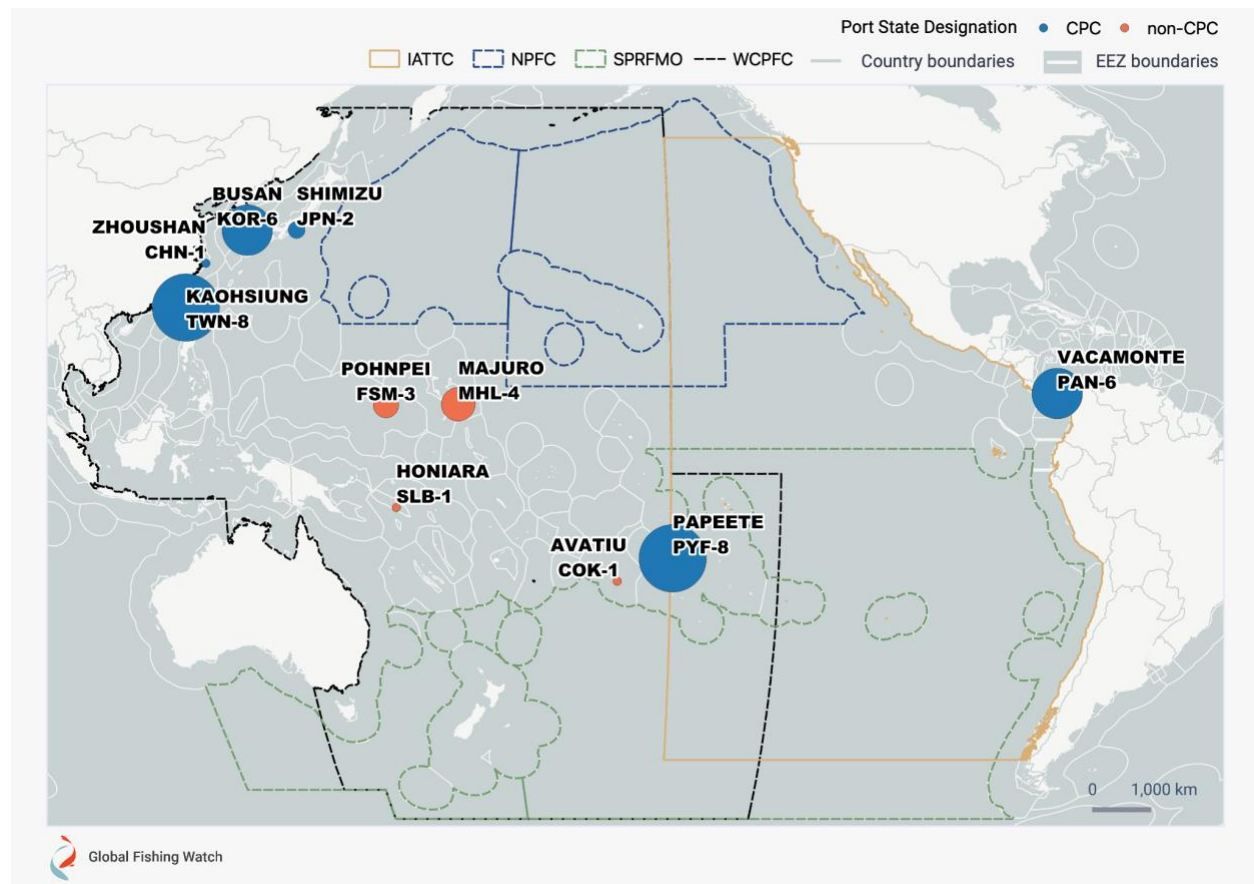 Port State Designation CPC non-CPC
IATTC NPFC SPRFMO WCPFC Country boundaries EEZ boundaries
BUSAN
KOR-6
SHIMIZU
JPN-2
ZHOUSHAN
CHN-1
KAOHSIUNG
TWN-8
POHNPEI
FSM-3
MAJURO
MHL-4
VACAMONTE
PAN-6
HONIARA
SLB-1
PAPEETE
PYF-8
AVATIU
COK-1
0 1,000 km
Global Fishing Watch